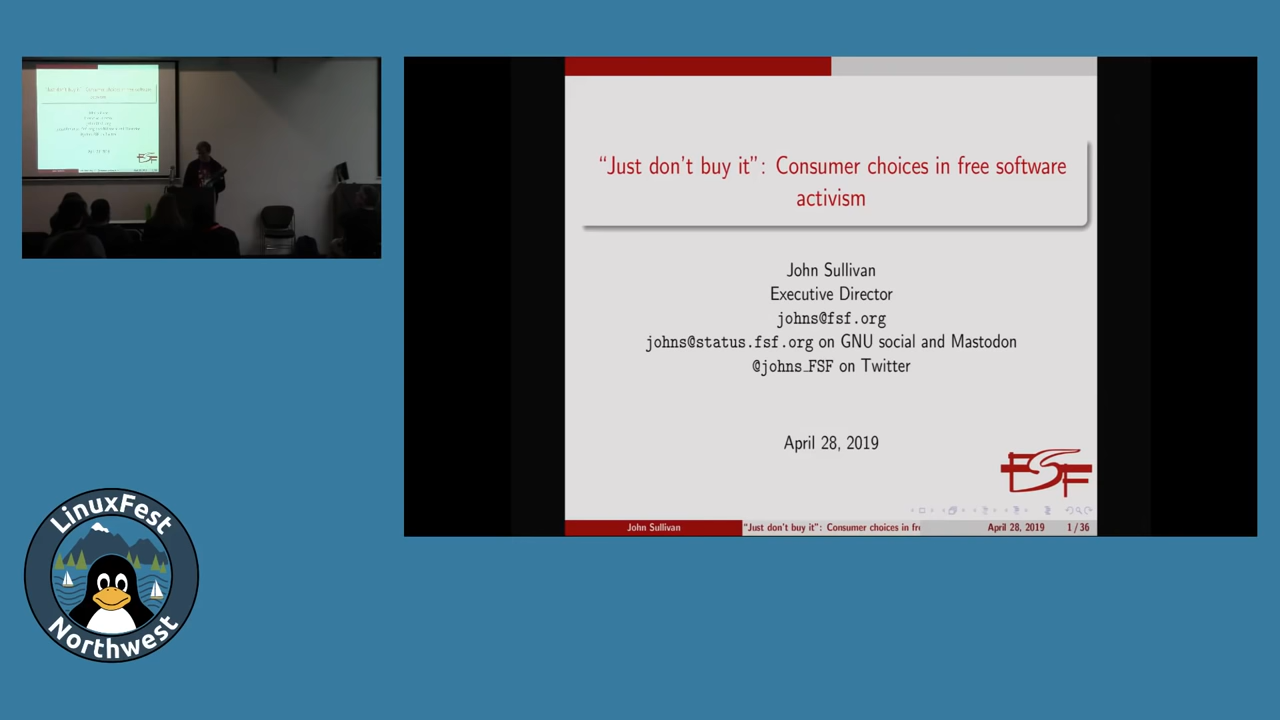 “Just don't buy it”: Consumer choices in free software
activism
John Sullivan
Executive Director
johns@fsf.org
johns@status.fsf.org on GNU social and Mastodon
@johns_FSF on Twitter
April 28, 2019
FSF
John Sullivan
“Just don't buy it”: Consumer choices in fr
April 28, 2019
1 / 36
LinuxFest
Northwest